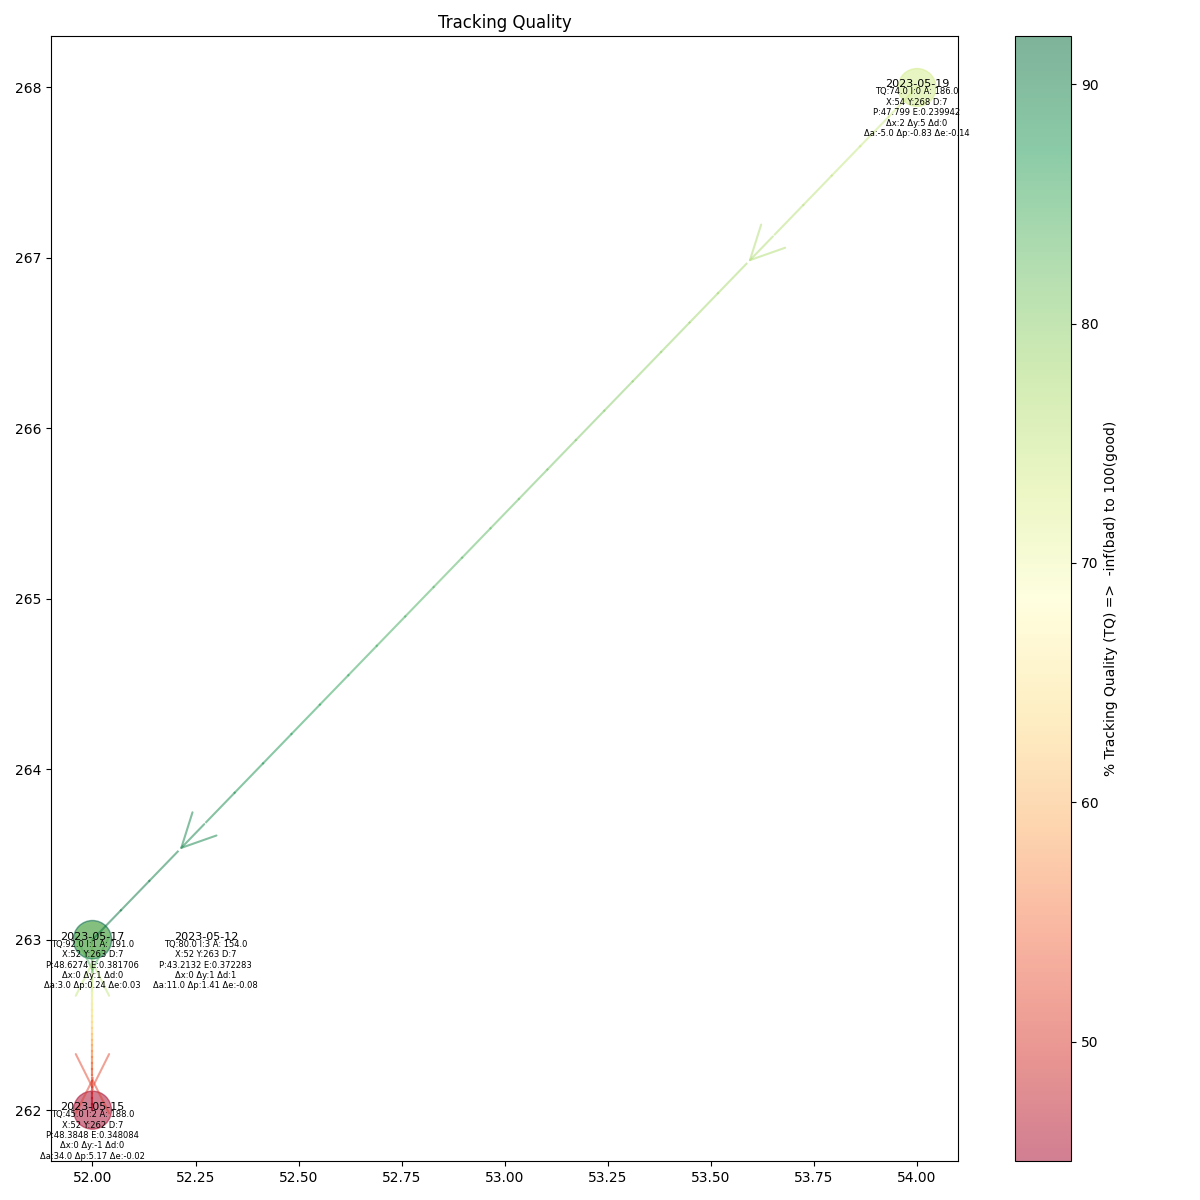 Tracking Quality
2023-05-19
TQ:74.0 I:0 A: 186.0
X:54 Y:268 D:7
P:47.799 E:0.239942
Δx:2 Δy:5 Δd:0
Δa:-5.0 Δp:-0.83 Δe:-0.14
2023-05-17
TQ:92.0 I:1 A: 191.0
X:52 Y:263 D:7
P:48.6274 E:0.381706
Δx:0 Δy:1 Δd:0
Δa:3.0 Δp:0.24 Δe:0.03
2023-05-12
TQ:80.0 I:3 A: 154.0
X:52 Y:263 D:7
P:43.2132 E:0.372283
Δx:0 Δy:1 Δd:1
Δa:11.0 Δp:1.41 Δe:-0.08
2023-05-15
TQ:45.0 I:2 A: 188.0
X:52 Y:262 D:7
P:48.3848 E:0.348084
Δx:0 Δy:-1 Δd:0
Δa:34.0 Δp:5.17 Δe:-0.02
268
267
266
265
264
263
262
52.00
52.25
52.50
52.75
53.00
53.25
53.50
53.75
54.00
90
80
70
60
50
% Tracking Quality (TQ) => -inf(bad) to 100(good)